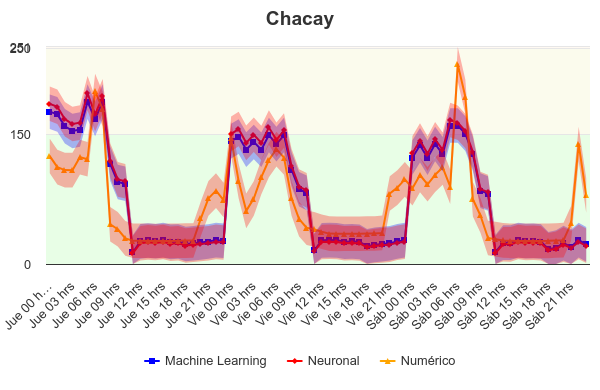 Chacay
250
150
0
Jue 00 h…
Jue 03 hrs
Jue 06 hrs
Jue 09 hrs
Jue 12 hrs
Jue 15 hrs
Jue 18 hrs
Jue 21 hrs
Vie 00 hrs
Vie 03 hrs
Vie 06 hrs
Vie 09 hrs
Vie 12 hrs
Vie 15 hrs
Vie 18 hrs
Vie 21 hrs
Sáb 00 hrs
Sáb 03 hrs
Sáb 06 hrs
Sáb 09 hrs
Sáb 12 hrs
Sáb 15 hrs
Sáb 18 hrs
Sáb 21 hrs
Machine Learning Neuronal Numérico